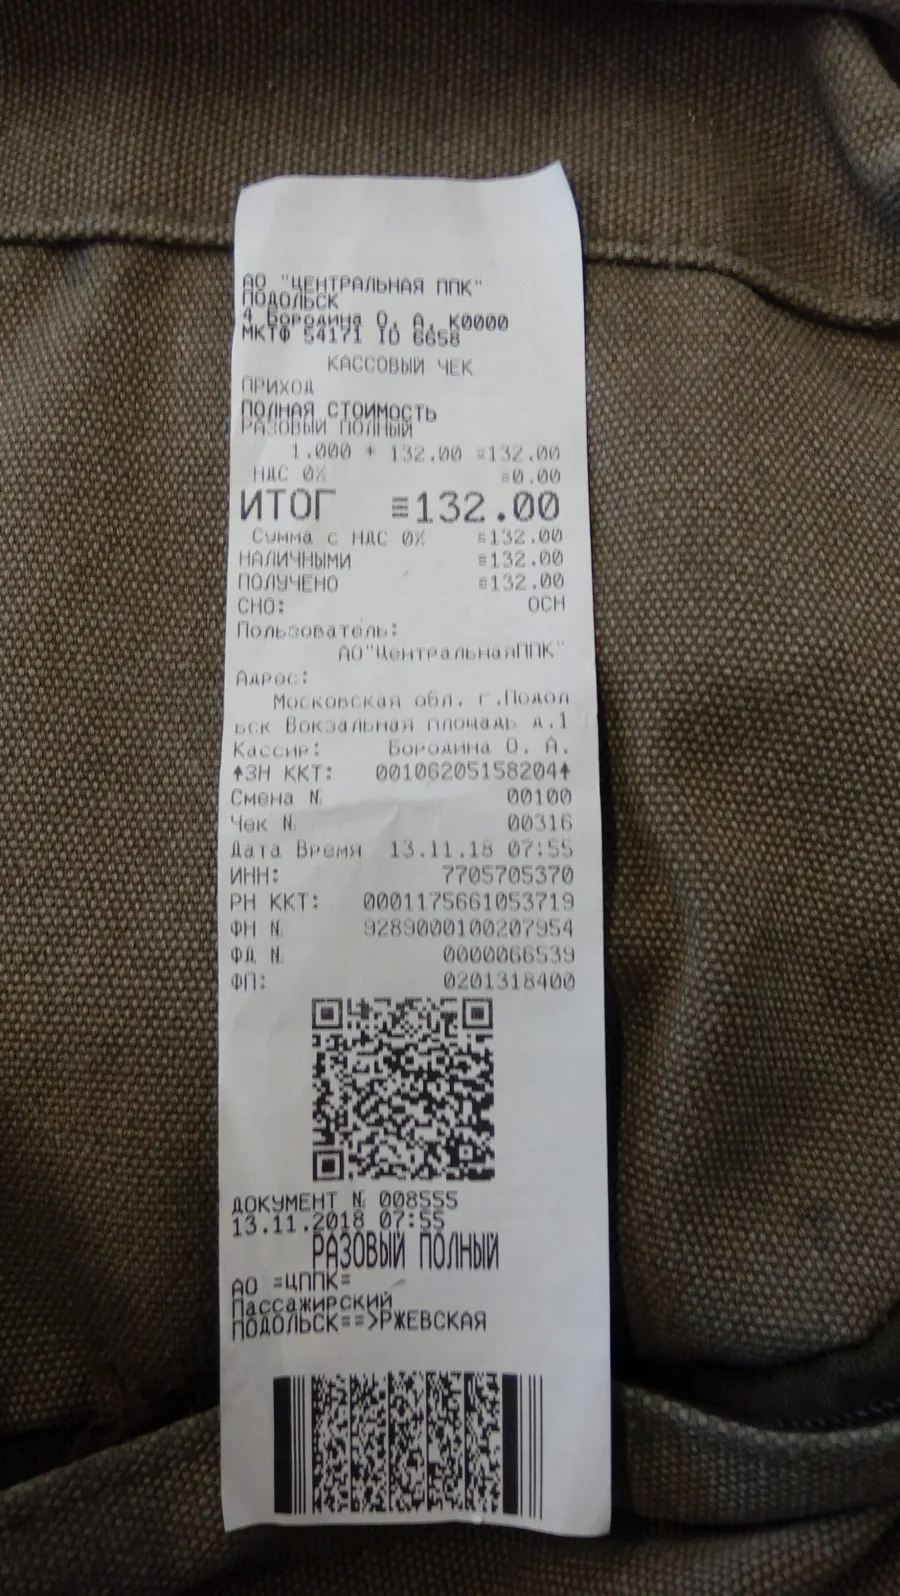 АО "ЦЕНТРАЛЬНАЯ ППК"
ПОДОЛЬСК
4 Бородина О. А. К0000
МКТФ 54171 ID 6658
КАССОВЫЙ ЧЕК
ПРИХОД
ПОЛНАЯ СТОИМОСТЬ
РАЗОВЫЙ ПОЛНЫЙ
1.000 * 132.00 ≡132.00
НДС 0% ≡0.00
ИТОГ ≡132.00
Сумма с НДС 0% ≡132.00
НАЛИЧНЫМИ ≡132.00
ПОЛУЧЕНО ≡132.00
СНО: ОСН
Пользователь:
АО"ЦентральнаяППК"
Адрес:
Московская обл. г.Подол
ьск Вокзальная площадь д.1
Кассир: Бородина О. А.
↑ЗН ККТ: 00106205158204↑
Смена № 00100
Чек № 00316
Дата Время 13.11.18 07:55
ИНН: 7705705370
РН ККТ: 0001175661053719
ФН № 9289000100207954
ФД № 0000066539
ФП: 0201318400
ДОКУМЕНТ № 008555
13.11.2018 07:55
РАЗОВЫЙ ПОЛНЫЙ
АО =ЦППК=
Пассажирский
ПОДОЛЬСК==>РЖЕВСКАЯ